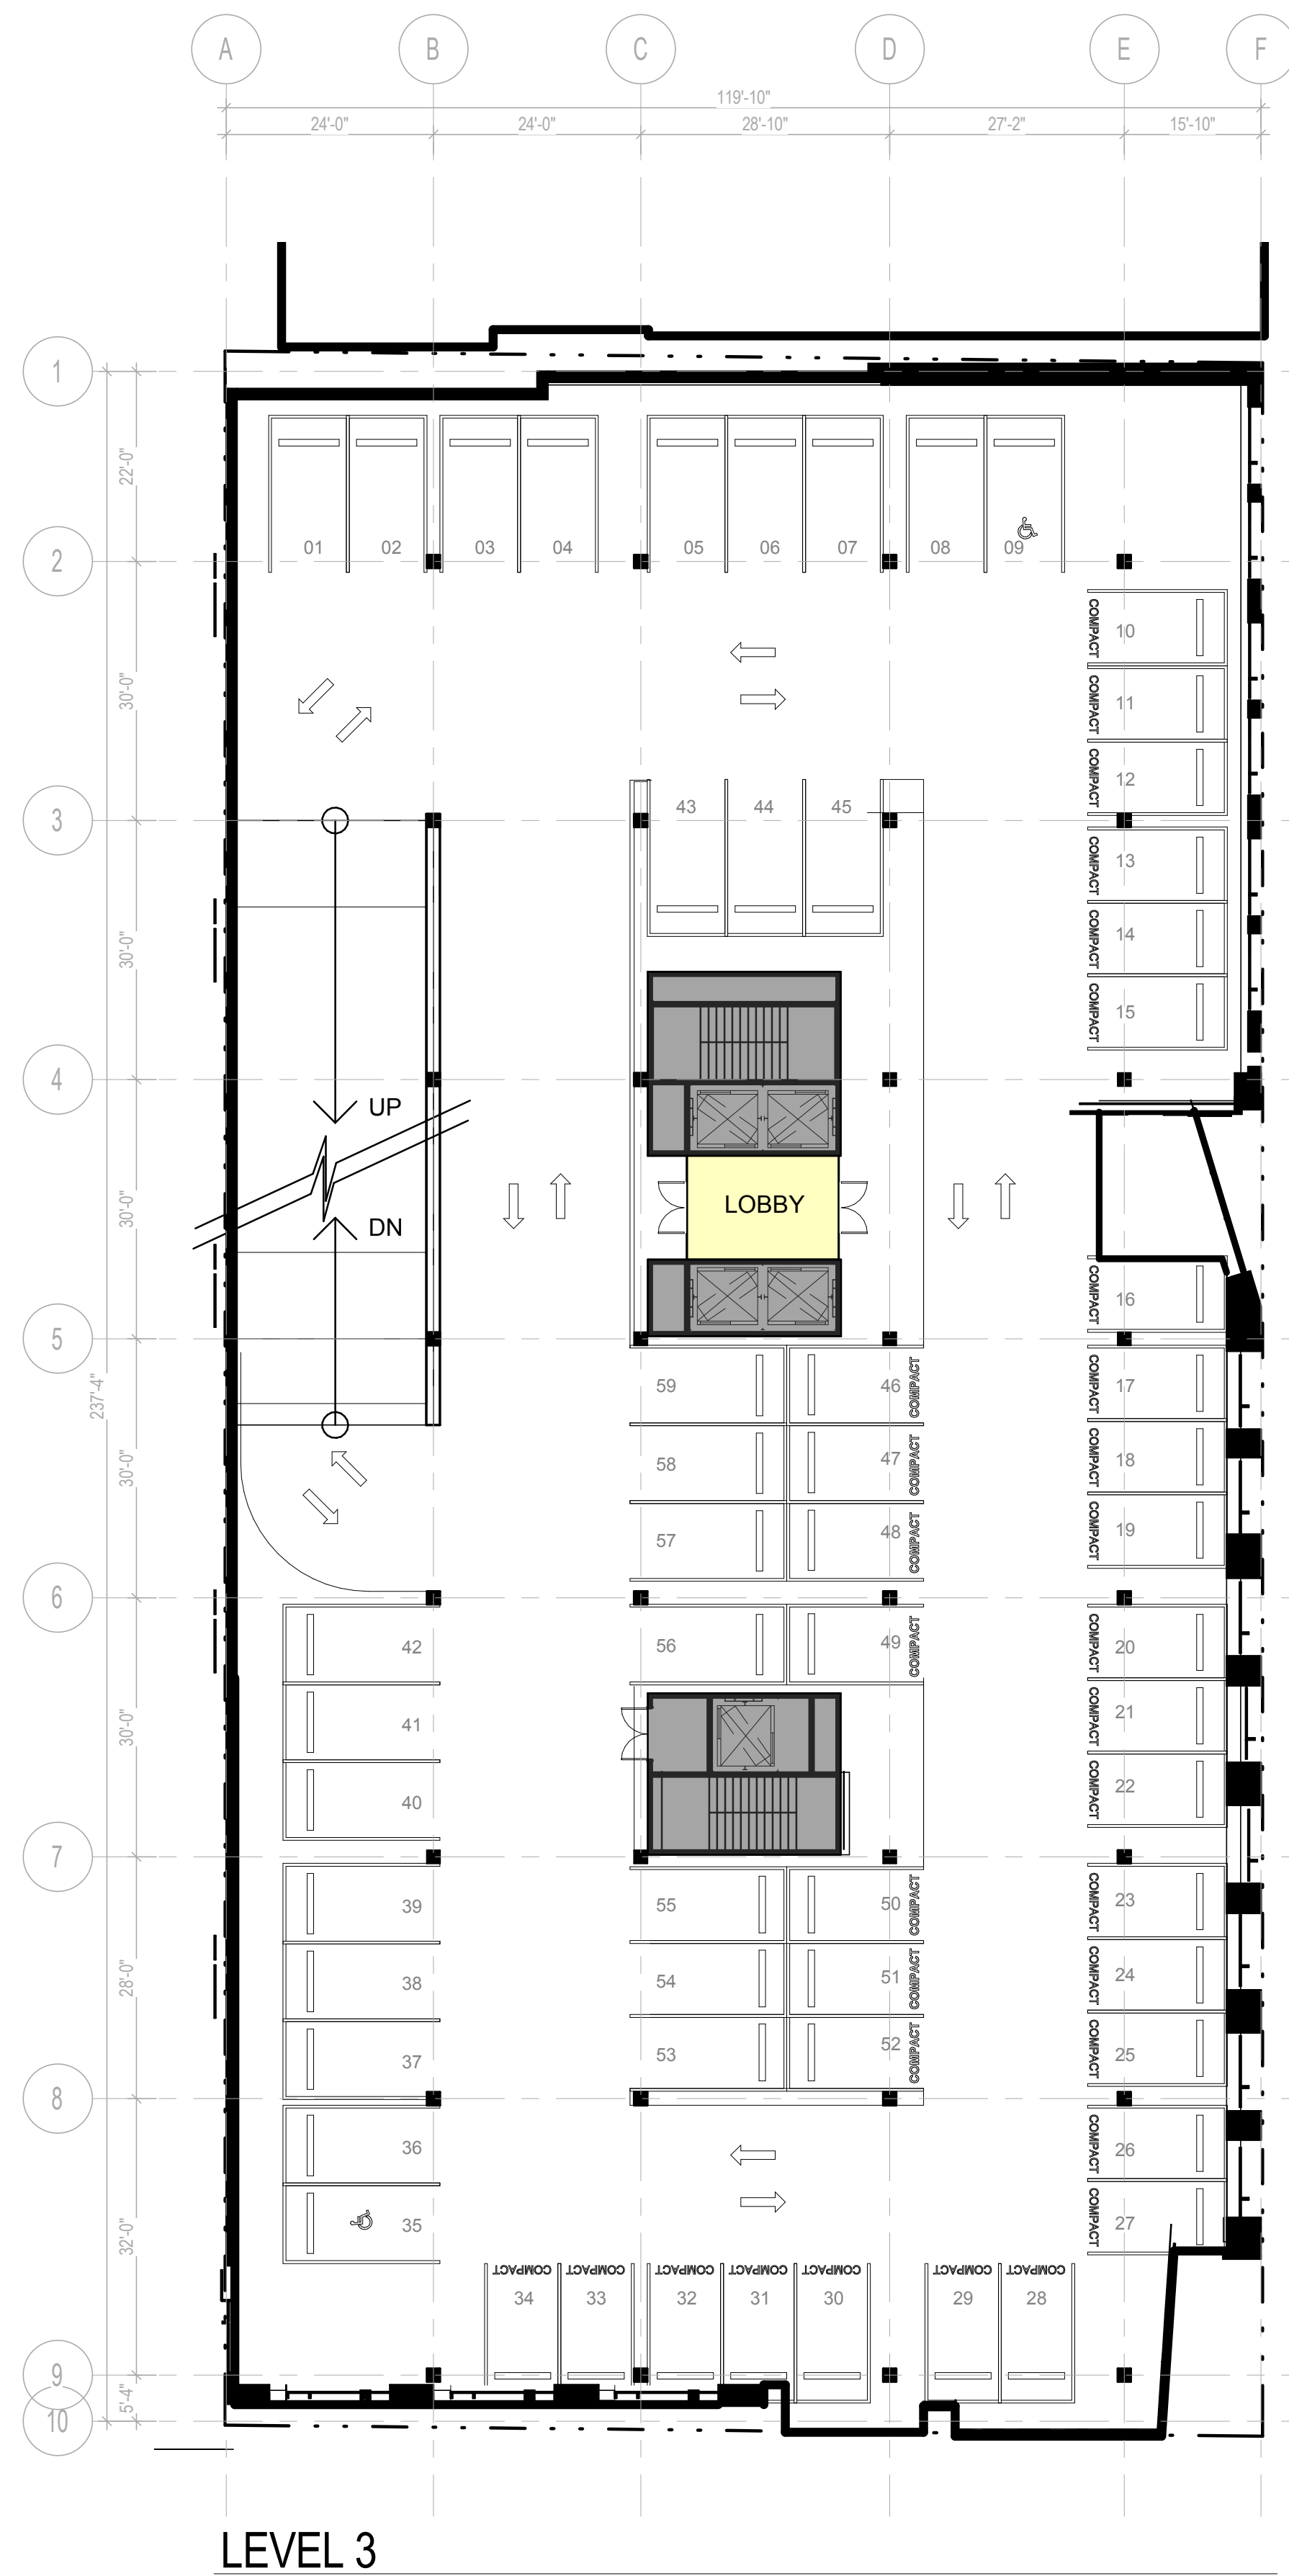 A B C D E F
119'-10"
24'-0" 24'-0" 28'-10" 27'-2" 15'-10"
1
22'-0"
01 02 03 04 05 06 07 08 09
2
COMPACT 10
30'-0"
COMPACT 11
COMPACT 12
43 44 45
3
COMPACT 13
30'-0"
COMPACT 14
COMPACT 15
4
UP
30'-0"
LOBBY
DN
COMPACT 16
5
237'-4"
59 46 COMPACT
COMPACT 17
30'-0"
58 47 COMPACT
COMPACT 18
57 48 COMPACT
COMPACT 19
6
42
56 49 COMPACT
COMPACT 20
30'-0"
41
COMPACT 21
40
COMPACT 22
7
39
55 50 COMPACT
COMPACT 23
28'-0"
38
54 51 COMPACT
COMPACT 24
37
53 52 COMPACT
COMPACT 25
8
36
COMPACT 26
32'-0"
35
COMPACT 27
COMPACT COMPACT COMPACT COMPACT COMPACT COMPACT COMPACT
34 33 32 31 30 29 28
9
5'-4"
10
LEVEL 3